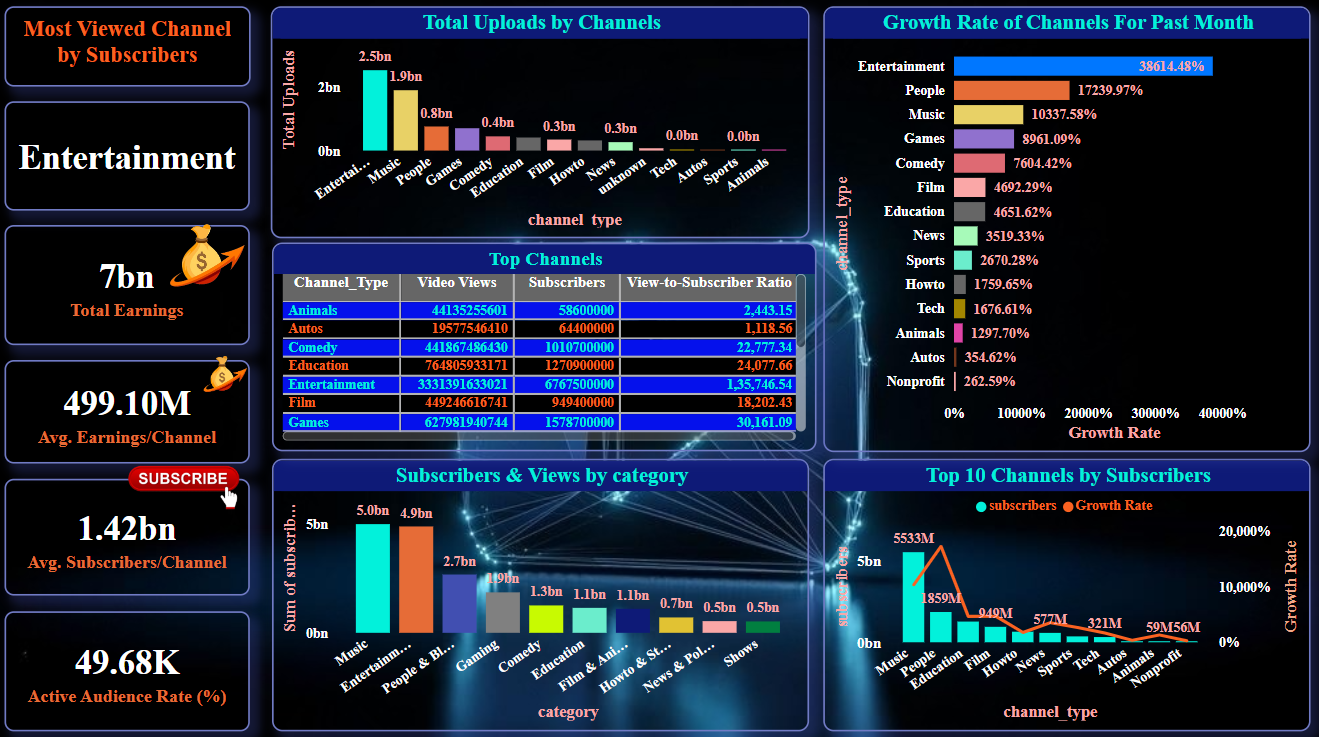 Most Viewed Channel
by Subscribers
Entertainment
7bn
Total Earnings
499.10M
Avg. Earnings/Channel
SUBSCRIBE
1.42bn
Avg. Subscribers/Channel
49.68K
Active Audience Rate (%)
Total Uploads by Channels
Total Uploads
2bn
0bn
2.5bn
1.9bn
0.8bn
0.4bn
0.3bn
0.3bn
0.0bn
0.0bn
Entertai...
Music
People
Games
Comedy
Education
Film
Howto
News
unknown
Tech
Autos
Sports
Animals
channel_type
Top Channels
Channel_Type Video Views Subscribers View-to-Subscriber Ratio
Animals 44135255601 58600000 2,443.15
Autos 19577546410 64400000 1,118.56
Comedy 441867486430 1010700000 22,777.34
Education 764805933171 1270900000 24,077.66
Entertainment 3331391633021 6767500000 1,35,746.54
Film 449246616741 949400000 18,202.43
Games 627981940744 1578700000 30,161.09
Subscribers & Views by category
Sum of subscrib...
5bn
0bn
5.0bn
4.9bn
2.7bn
1.9bn
1.3bn
1.1bn
1.1bn
0.7bn
0.5bn
0.5bn
Music
Entertainm...
People & Bl...
Gaming
Comedy
Education
Film & Ani...
Howto & St...
News & Pol...
Shows
category
Growth Rate of Channels For Past Month
channel_type
Entertainment 38614.48%
People 17239.97%
Music 10337.58%
Games 8961.09%
Comedy 7604.42%
Film 4692.29%
Education 4651.62%
News 3519.33%
Sports 2670.28%
Howto 1759.65%
Tech 1676.61%
Animals 1297.70%
Autos 354.62%
Nonprofit 262.59%
0% 10000% 20000% 30000% 40000%
Growth Rate
Top 10 Channels by Subscribers
subscribers Growth Rate
subscribers
5bn
0bn
5533M
1859M
949M
577M
321M
59M
56M
20,000%
10,000%
0%
Growth Rate
Music
People
Education
Film
Howto
News
Sports
Tech
Autos
Animals
Nonprofit
channel_type